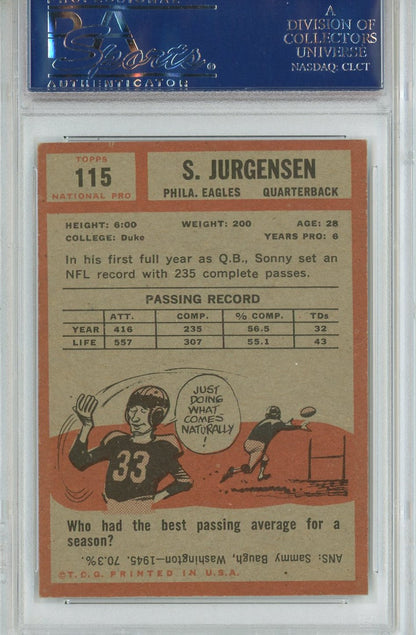 PSA
Sports
AUTHENTICATOR
A
DIVISION OF
COLLECTORS
UNIVERSE
NASDAQ: CLCT
TOPPS
115
NATIONAL PRO
S. JURGENSEN
PHILA. EAGLES QUARTERBACK
HEIGHT: 6:00 WEIGHT: 200 AGE: 28
COLLEGE: Duke YEARS PRO: 6
In his first full year as Q.B., Sonny set an
NFL record with 235 complete passes.
PASSING RECORD
ATT. COMP. % COMP. TDs
YEAR 416 235 56.5 32
LIFE 557 307 55.1 43
JUST
DOING
WHAT
COMES
NATURALLY
!
33
Who had the best passing average for a
season?
ANS: Sammy Baugh, Washington—1945. 70.3%.
©T.C.G. PRINTED IN U.S.A.